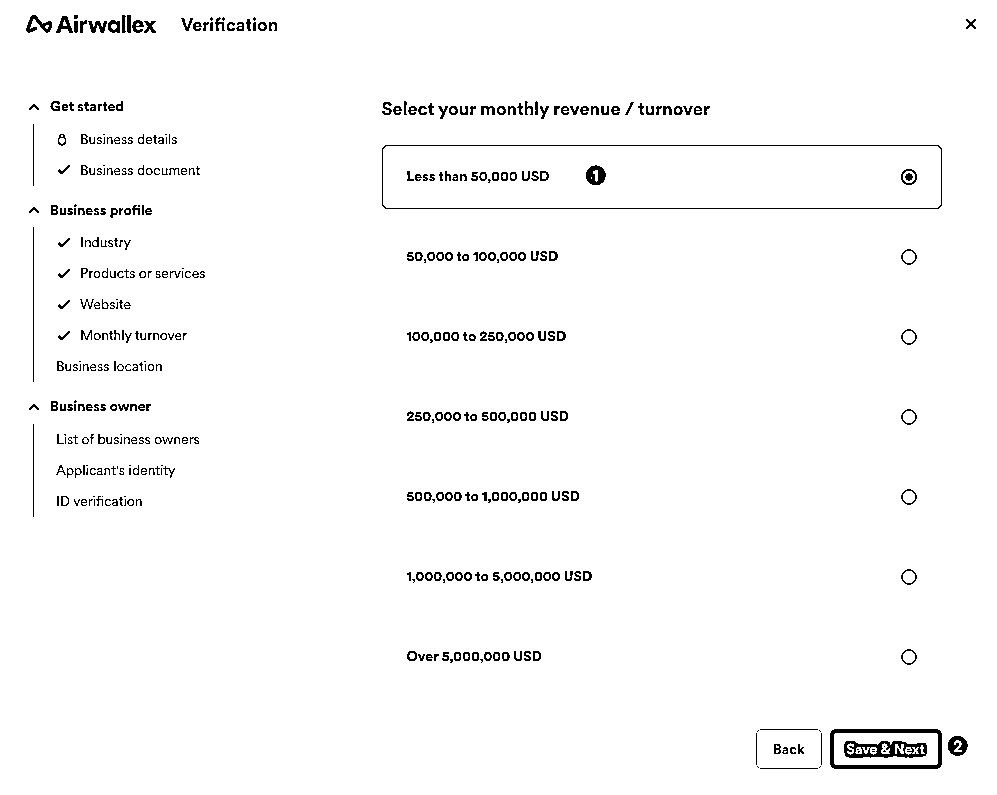 Airwallex Verification
Get started
Business details
Business document
Business profile
Industry
Products or services
Website
Monthly turnover
Business location
Business owner
List of business owners
Applicant's identity
ID verification
Select your monthly revenue / turnover
Less than 50,000 USD 1
50,000 to 100,000 USD
100,000 to 250,000 USD
250,000 to 500,000 USD
500,000 to 1,000,000 USD
1,000,000 to 5,000,000 USD
Over 5,000,000 USD
Back Save & Next 2